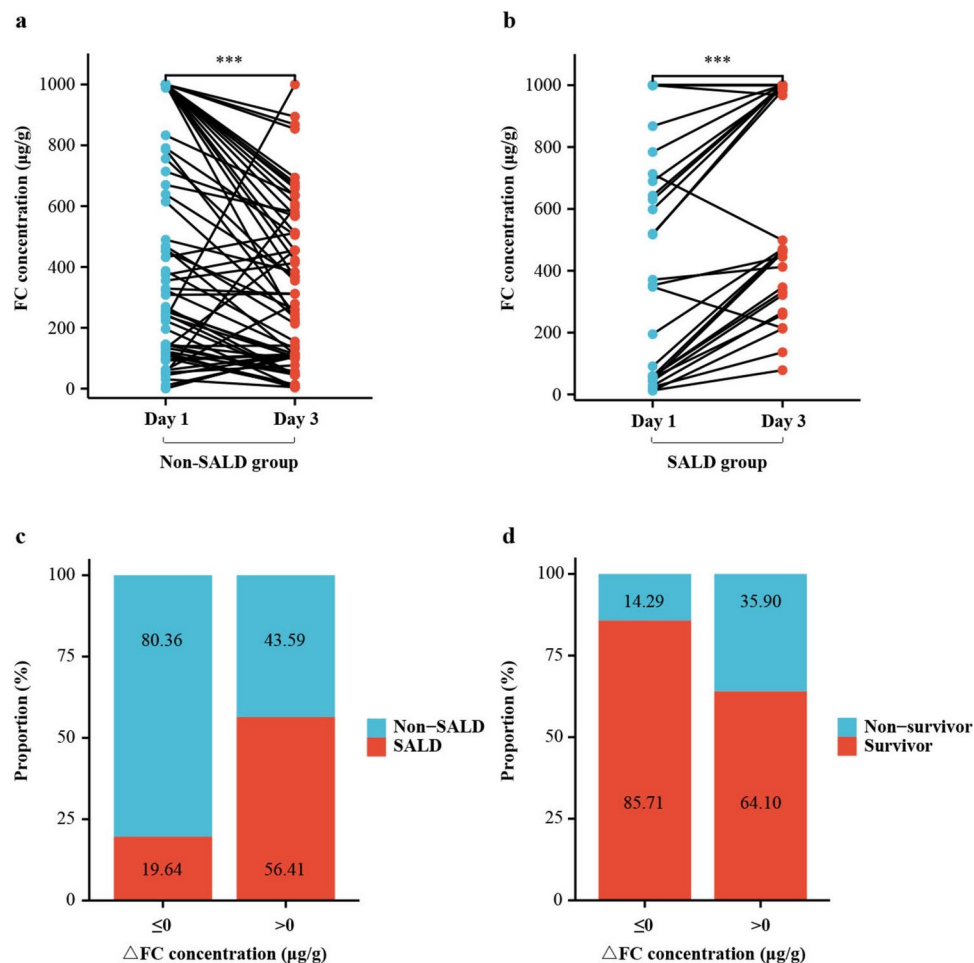 a
***
1000
800
600
400
200
0
FC concentration (μg/g)
Day 1 Day 3
Non-SALD group
b
***
1000
800
600
400
200
0
FC concentration (μg/g)
Day 1 Day 3
SALD group
c
100
75
50
25
0
Proportion (%)
80.36 43.59
19.64 56.41
Non−SALD
SALD
≤0 >0
△FC concentration (μg/g)
d
100
75
50
25
0
Proportion (%)
14.29 35.90
85.71 64.10
Non−survivor
Survivor
≤0 >0
△FC concentration (μg/g)